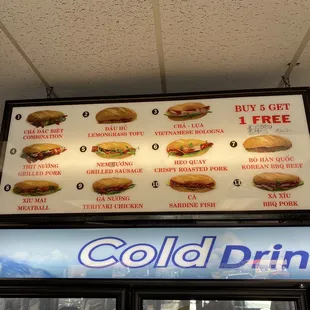 BUY 5 GET
1 FREE
1
CHẢ ĐẶC BIỆT
COMBINATION
2
ĐẬU HỦ
LEMONGRASS TOFU
3
CHẢ - LỤA
VIETNAMESE BOLOGNA
4
THỊT NƯỚNG
GRILLED PORK
5
NEM NƯỚNG
GRILLED SAUSAGE
6
HEO QUAY
CRISPY ROASTED PORK
7
BÒ HÀN QUỐC
KOREAN BBQ BEEF
8
XÍU MẠI
MEATBALL
9
GÀ NƯỚNG
TERIYAKI CHICKEN
10
CÁ
SARDINE FISH
11
XÁ XÍU
BBQ PORK
Cold Drin